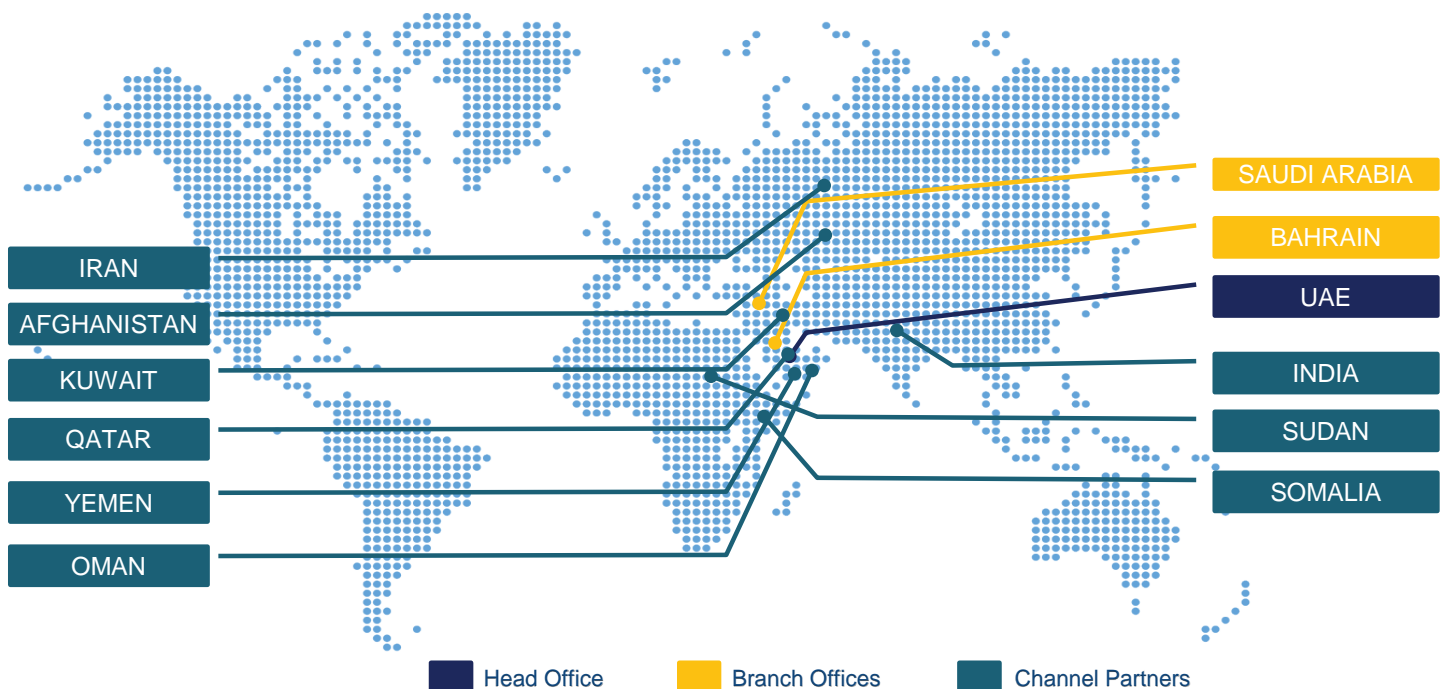 IRAN
AFGHANISTAN
KUWAIT
QATAR
YEMEN
OMAN
SAUDI ARABIA
BAHRAIN
UAE
INDIA
SUDAN
SOMALIA
Head Office
Branch Offices
Channel Partners